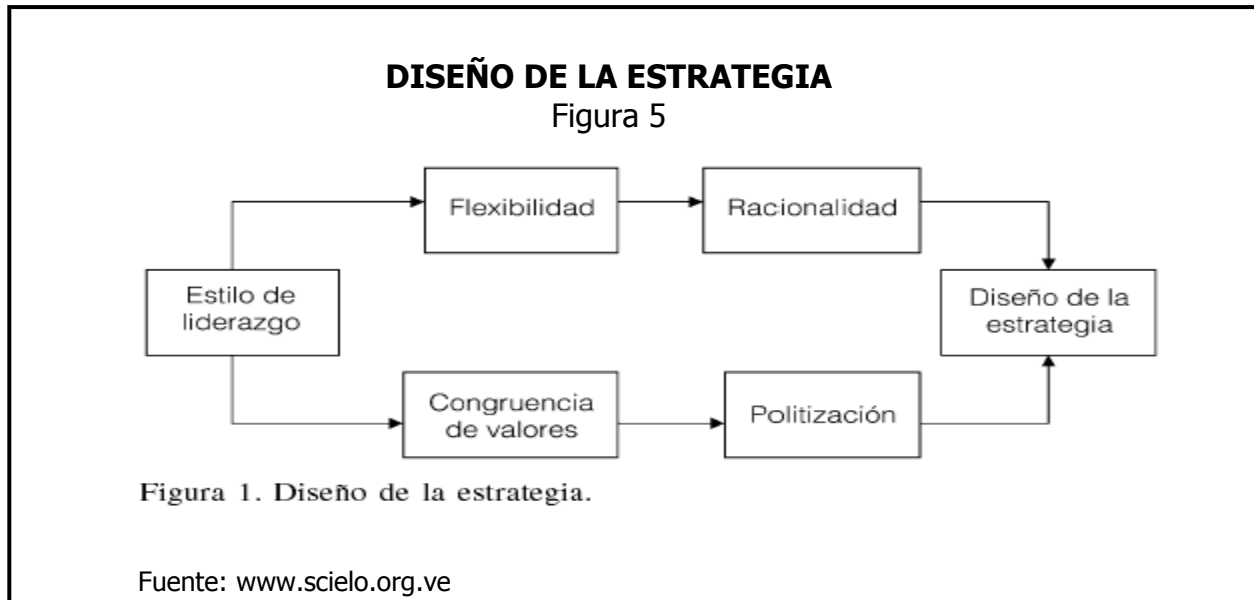 DISEÑO DE LA ESTRATEGIA
Figura 5
Flexibilidad
Racionalidad
Estilo de
liderazgo
Diseño de la
estrategia
Congruencia
de valores
Politización
Figura 1. Diseño de la estrategia.
Fuente: www.scielo.org.ve